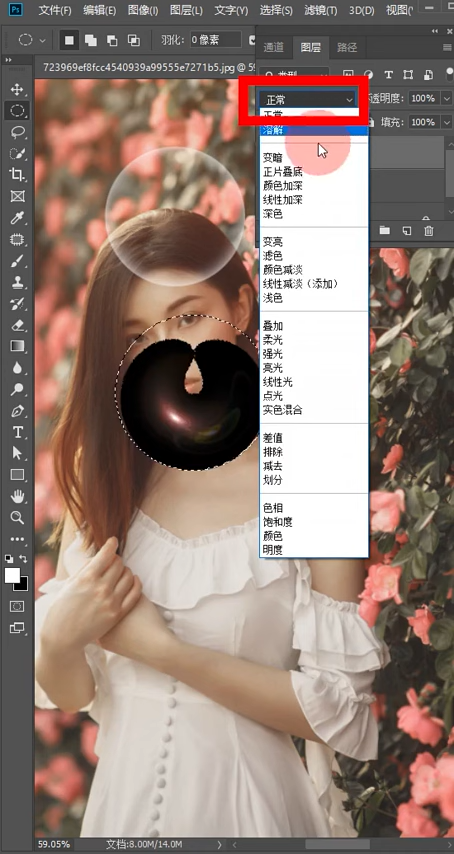 Ps 文件(F) 编辑(E) 图像(I) 图层(L) 文字(Y) 选择(S) 滤镜(T) 3D(D) 视图(
羽化: 0 像素
通道 图层 路径
723969ef8fcc4540939a99555e7271b5.jpg @ 59
类型
正常
透明度: 100%
正常
溶解
填充: 100%
变暗
正片叠底
颜色加深
线性加深
深色
变亮
滤色
颜色减淡
线性减淡（添加）
浅色
叠加
柔光
强光
亮光
线性光
点光
实色混合
差值
排除
减去
划分
色相
饱和度
颜色
明度
59.05% 文档:8.00M/14.0M